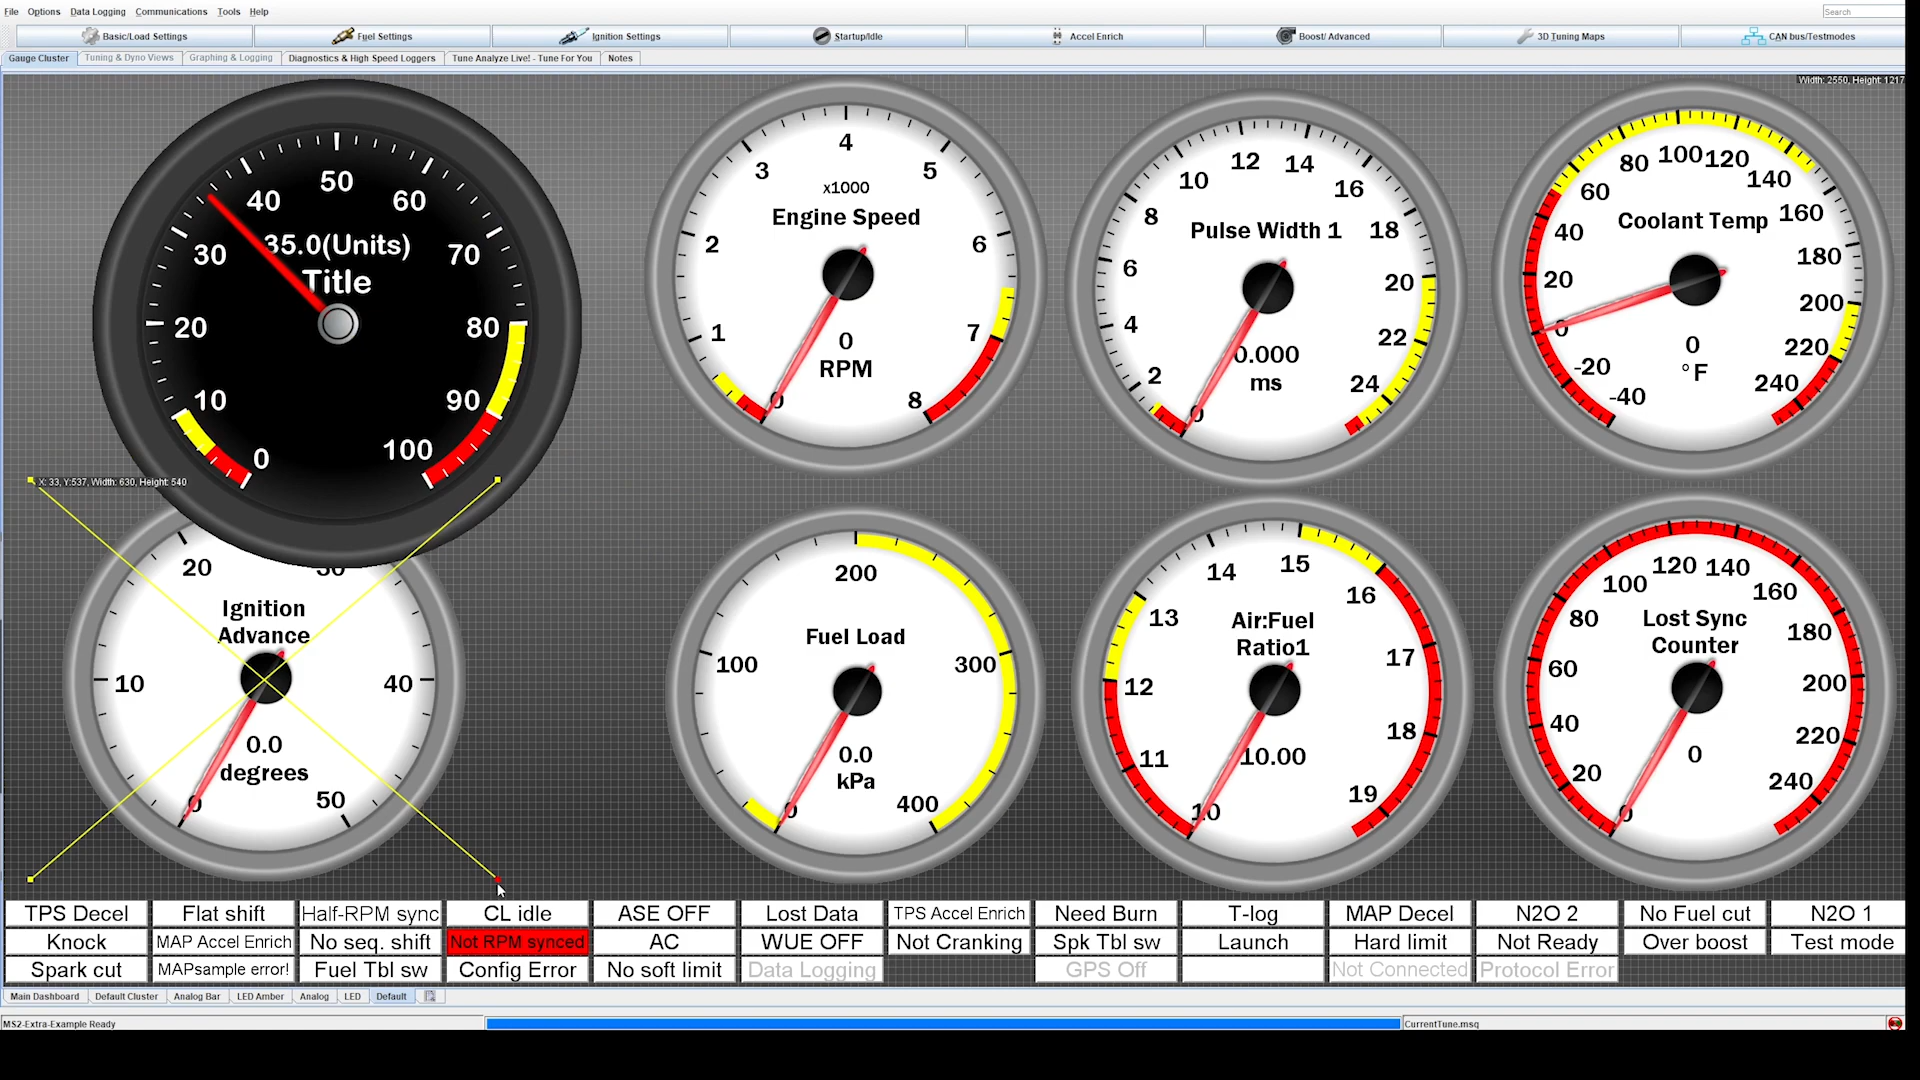 File Options Data Logging Communications Tools Help
Search
Basic/Load Settings Fuel Settings Ignition Settings Startup/Idle Accel Enrich Boost/ Advanced 3D Tuning Maps CAN bus/Testmodes
Gauge Cluster Tuning & Dyno Views Graphing & Logging Diagnostics & High Speed Loggers Tune Analyze Live! - Tune For You Notes
Width: 2550, Height: 1217
0 10 20 30 40 50 60 70 80 90 100
35.0(Units)
Title
0 1 2 3 4 5 6 7 8
x1000
Engine Speed
0
RPM
0 2 4 6 8 10 12 14 16 18 20 22 24
Pulse Width 1
0.000
ms
-40 -20 0 20 40 60 80 100 120 140 160 180 200 220 240
Coolant Temp
0
°F
X: 33, Y:537, Width: 630, Height: 540
0 10 20 30 40 50
Ignition
Advance
0.0
degrees
0 100 200 300 400
Fuel Load
0.0
kPa
10 11 12 13 14 15 16 17 18 19
Air:Fuel
Ratio1
10.00
0 20 40 60 80 100 120 140 160 180 200 220 240
Lost Sync
Counter
0
TPS Decel Flat shift Half-RPM sync CL idle ASE OFF Lost Data TPS Accel Enrich Need Burn T-log MAP Decel N2O 2 No Fuel cut N2O 1
Knock MAP Accel Enrich No seq. shift Not RPM synced AC WUE OFF Not Cranking Spk Tbl sw Launch Hard limit Not Ready Over boost Test mode
Spark cut MAPsample error! Fuel Tbl sw Config Error No soft limit Data Logging GPS Off Not Connected Protocol Error
Main Dashboard Default Cluster Analog Bar LED Amber Analog LED Default
MS2-Extra-Example Ready
CurrentTune.msq